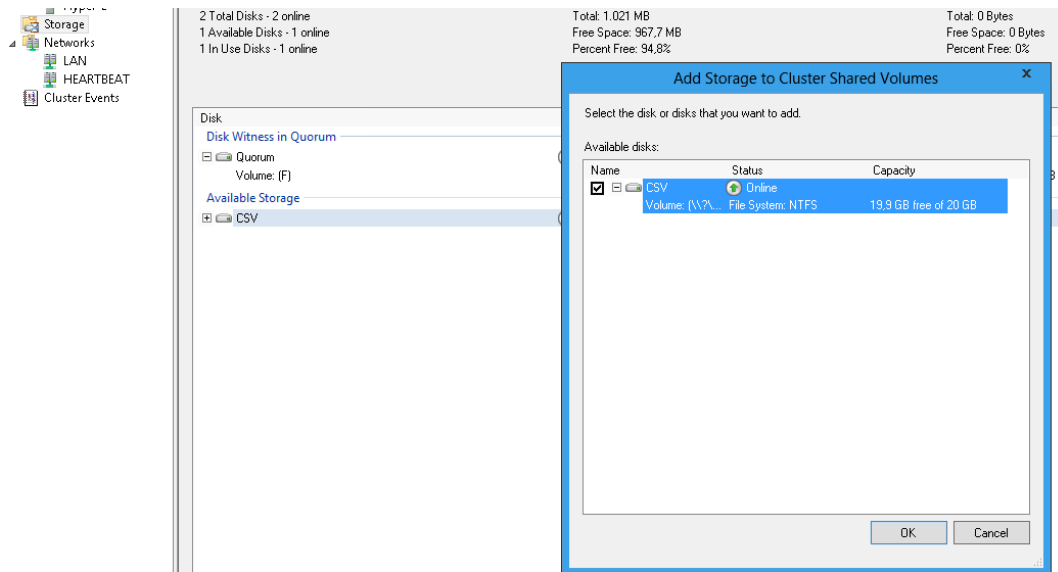 Storage
Networks
LAN
HEARTBEAT
Cluster Events
2 Total Disks - 2 online
1 Available Disks - 1 online
1 In Use Disks - 1 online
Total: 1.021 MB
Free Space: 967,7 MB
Percent Free: 94,8%
Total: 0 Bytes
Free Space: 0 Bytes
Percent Free: 0%
Disk
Disk Witness in Quorum
Quorum
Volume: (F)
Available Storage
CSV
Add Storage to Cluster Shared Volumes
Select the disk or disks that you want to add.
Available disks:
Name Status Capacity
CSV Online
Volume: (\\?\... File System: NTFS 19,9 GB free of 20 GB
OK Cancel